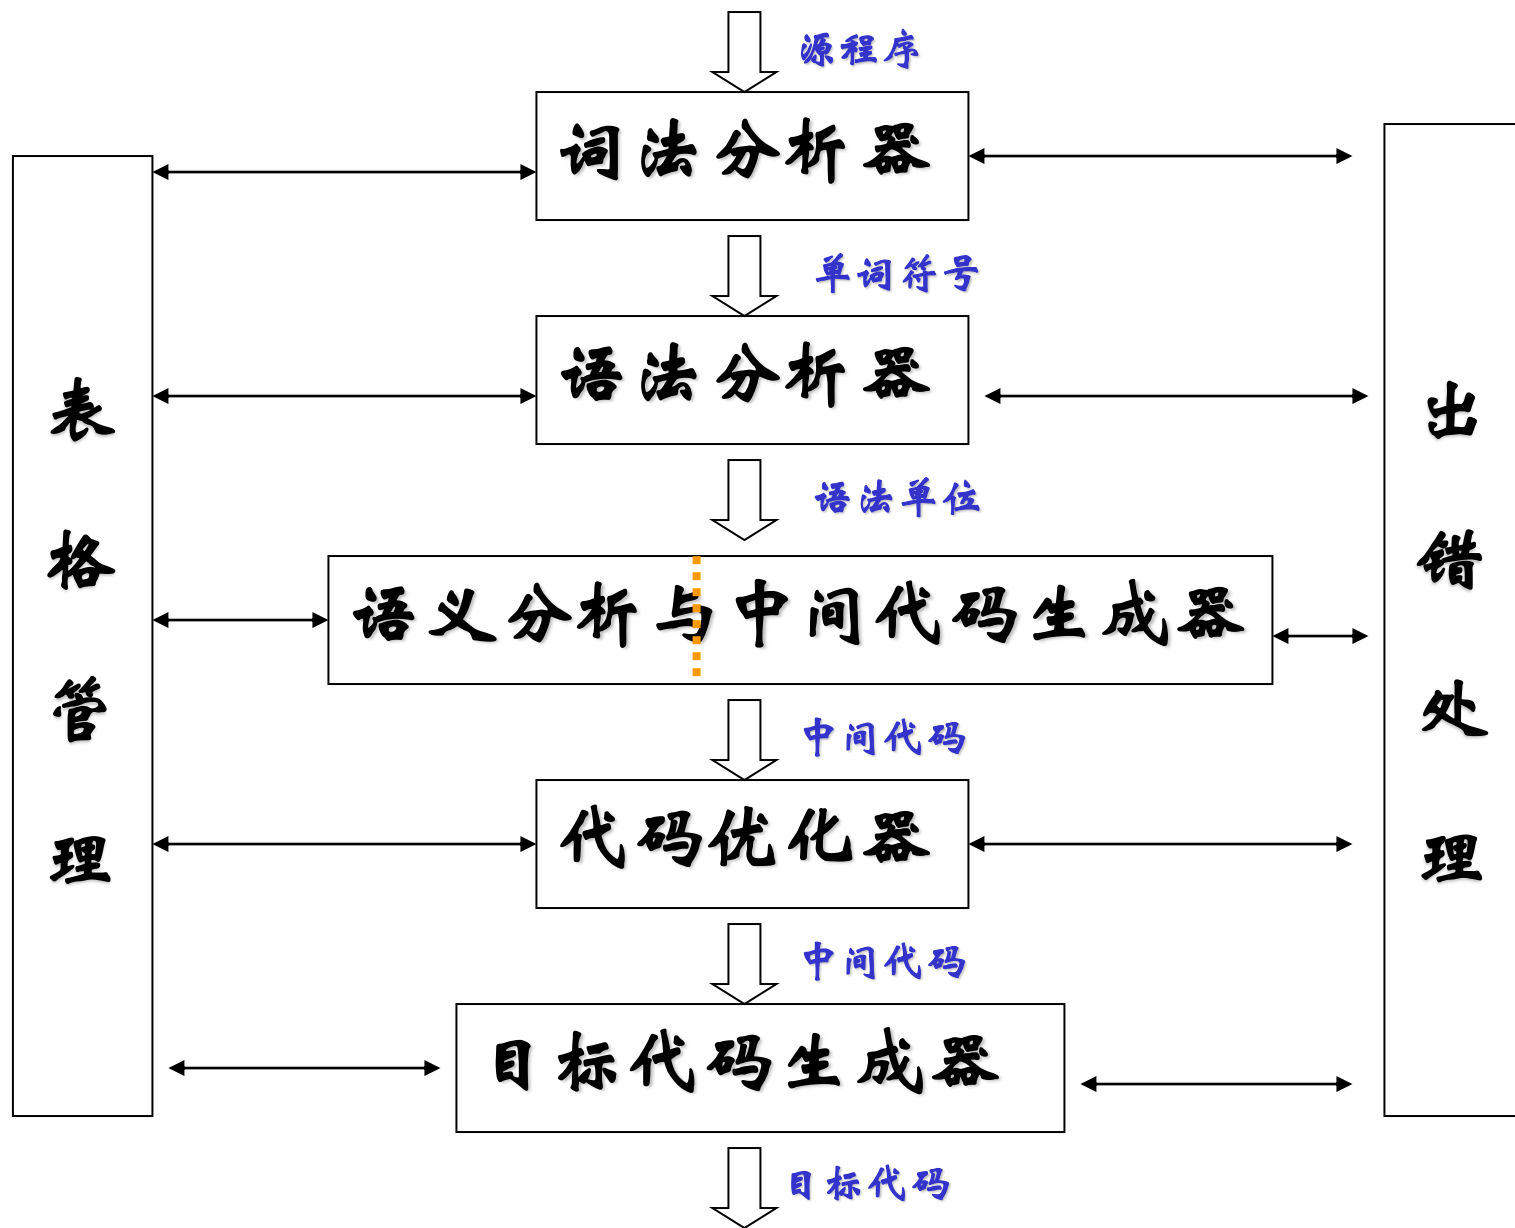 源程序
词法分析器
单词符号
语法分析器
语法单位
语义分析与中间代码生成器
中间代码
代码优化器
中间代码
目标代码生成器
目标代码
表格管理
出错处理